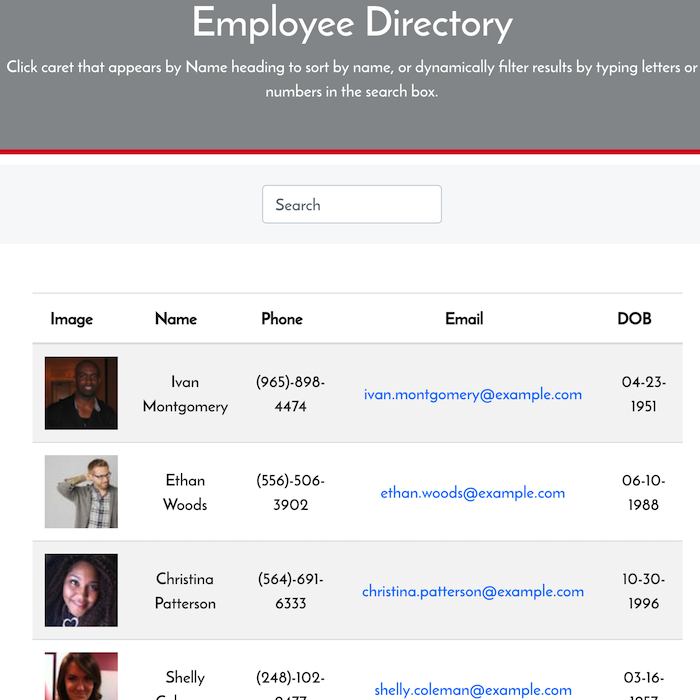 Employee Directory
Click caret that appears by Name heading to sort by name, or dynamically filter results by typing letters or
numbers in the search box.
Search
Image Name Phone Email DOB
Ivan (965)-898- 04-23-
ivan.montgomery@example.com
Montgomery 4474 1951
Ethan (556)-506- 06-10-
ethan.woods@example.com
Woods 3902 1988
Christina (564)-691- 10-30-
christina.patterson@example.com
Patterson 6333 1996
Shelly (248)-102- 03-16-
shelly.coleman@example.com